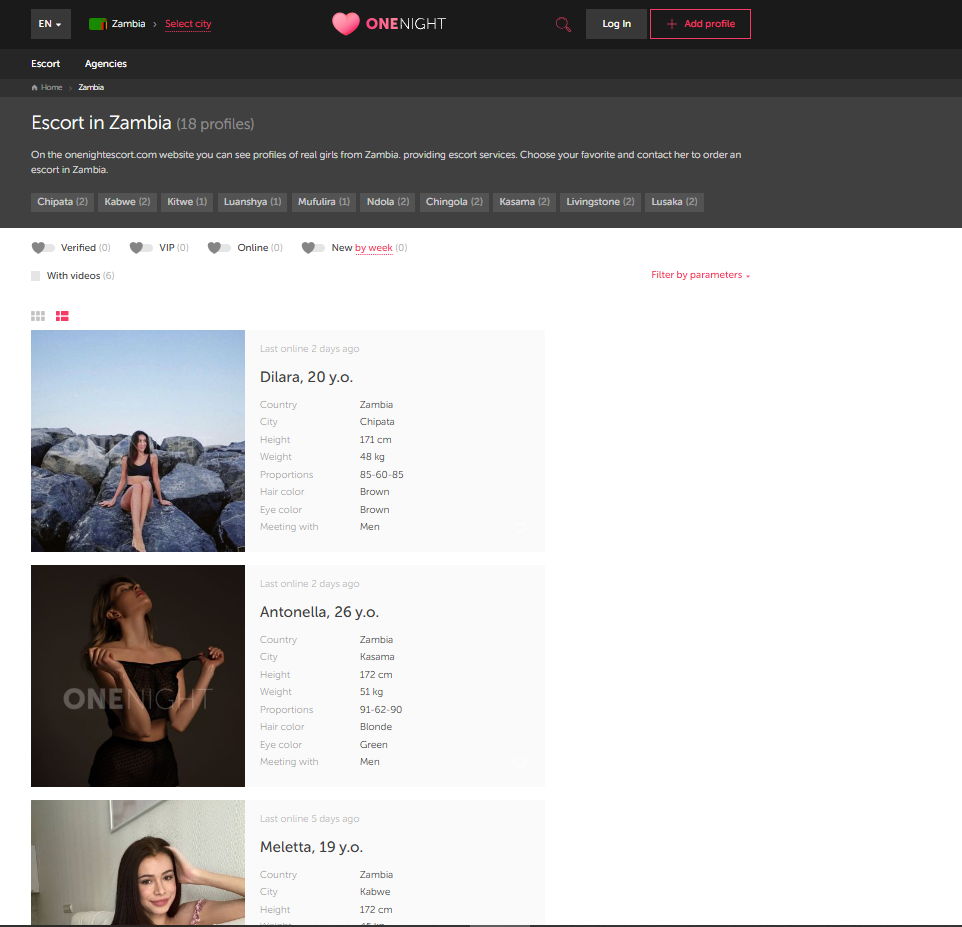 EN
Zambia
Select city
ONENIGHT
Log In
Add profile
Escort
Agencies
Home
Zambia
Escort in Zambia (18 profiles)
On the onenightescort.com website you can see profiles of real girls from Zambia. providing escort services. Choose your favorite and contact her to order an
escort in Zambia.
Chipata (2)
Kabwe (2)
Kitwe (1)
Luanshya (1)
Mufulira (1)
Ndola (2)
Chingola (2)
Kasama (2)
Livingstone (2)
Lusaka (2)
Verified (0)
VIP (0)
Online (0)
New by week (0)
With videos (6)
Filter by parameters
ONENIGHT
Last online 2 days ago
Dilara, 20 y.o.
Country Zambia
City Chipata
Height 171 cm
Weight 48 kg
Proportions 85-60-85
Hair color Brown
Eye color Brown
Meeting with Men
ONENIGHT
Last online 2 days ago
Antonella, 26 y.o.
Country Zambia
City Kasama
Height 172 cm
Weight 51 kg
Proportions 91-62-90
Hair color Blonde
Eye color Green
Meeting with Men
Last online 5 days ago
Meletta, 19 y.o.
Country Zambia
City Kabwe
Height 172 cm